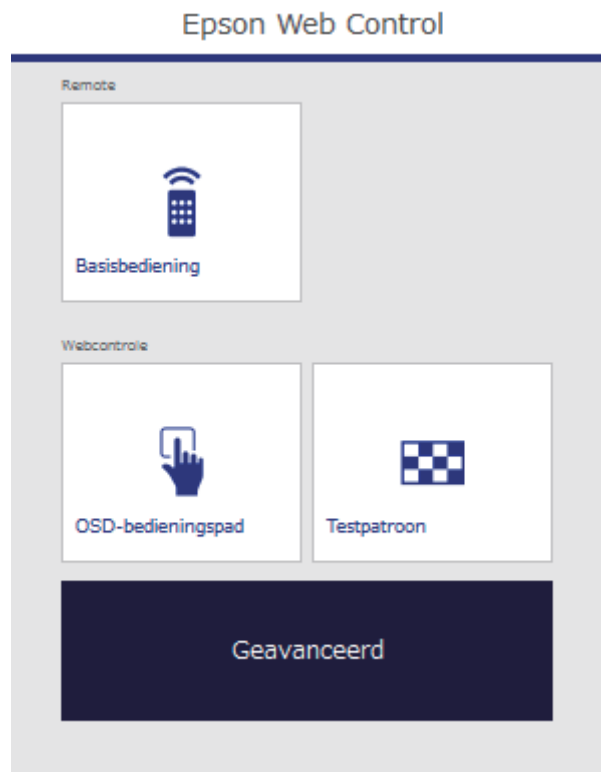 Epson Web Control
Remote
Basisbediening
Webcontrole
OSD-bedieningspad
Testpatroon
Geavanceerd